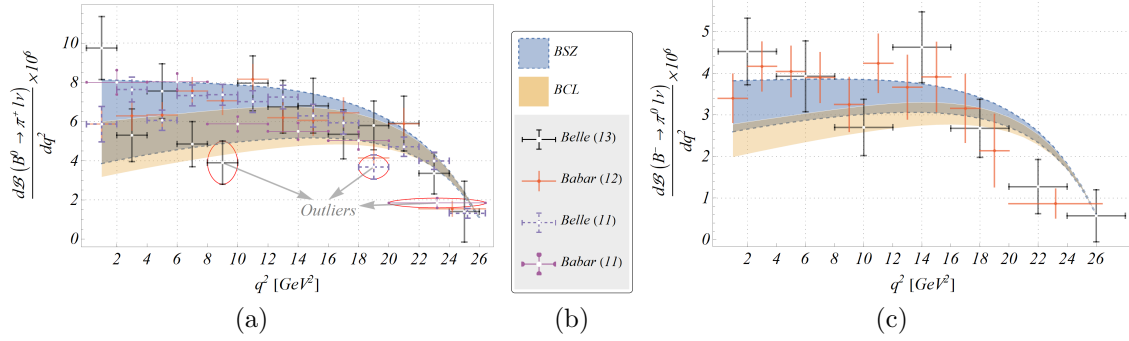 dℬ (B⁰ → π⁺ lν)
dq²
×10⁶
10
8
6
4
2
0
Outliers
2 4 6 8 10 12 14 16 18 20 22 24 26
q² [GeV²]
(a)
BSZ
BCL
Belle (13)
Babar (12)
Belle (11)
Babar (11)
(b)
dℬ (B⁻ → π⁰ lν)
dq²
×10⁶
5
4
3
2
1
0
2 4 6 8 10 12 14 16 18 20 22 24 26
q² [GeV²]
(c)